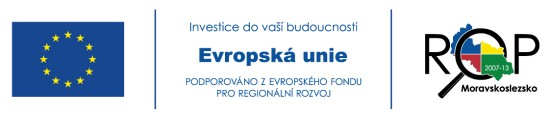 Investice do vaší budoucnosti
Evropská unie
PODPOROVÁNO Z EVROPSKÉHO FONDU
PRO REGIONÁLNÍ ROZVOJ
ROP
2007-13
Moravskoslezsko